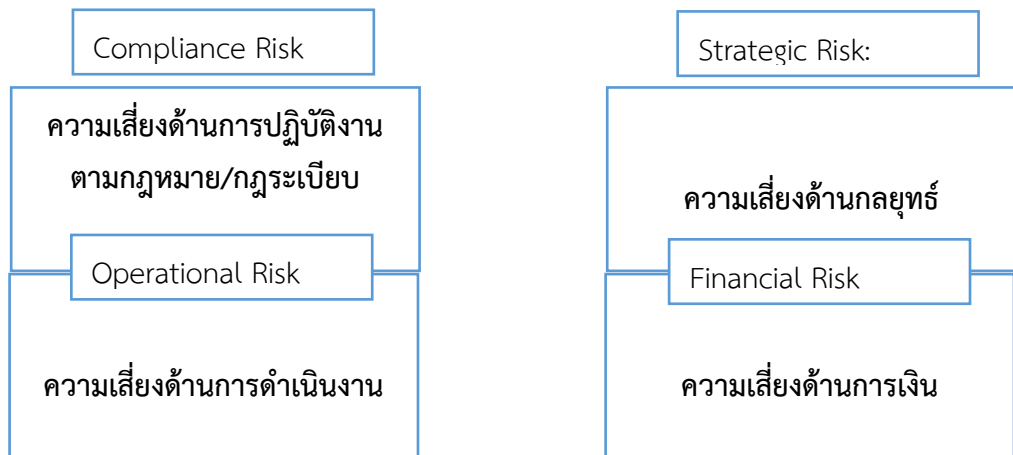 Compliance Risk
ความเสี่ยงด้านการปฏิบัติงาน
ตามกฎหมาย/กฎระเบียบ
Strategic Risk:
ความเสี่ยงด้านกลยุทธ์
Operational Risk
ความเสี่ยงด้านการดำเนินงาน
Financial Risk
ความเสี่ยงด้านการเงิน